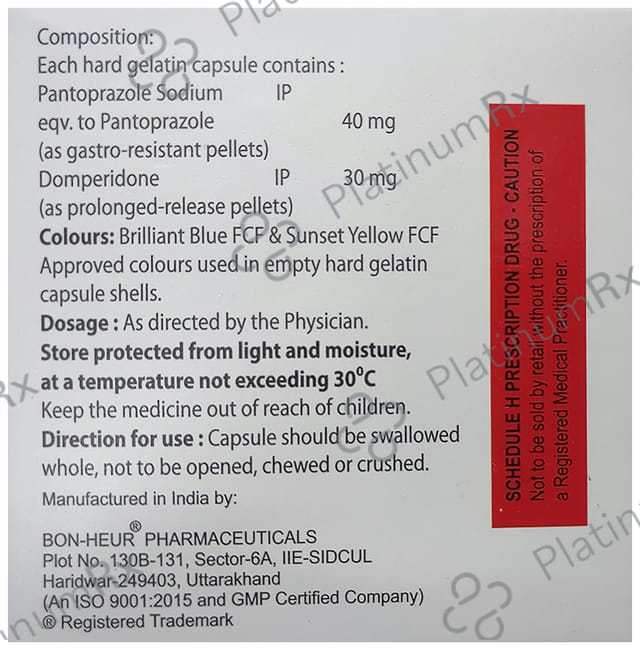 Composition:
Each hard gelatin capsule contains :
Pantoprazole Sodium IP
eqv. to Pantoprazole 40 mg
(as gastro-resistant pellets)
Domperidone IP 30 mg
(as prolonged-release pellets)
Colours: Brilliant Blue FCF & Sunset Yellow FCF
Approved colours used in empty hard gelatin
capsule shells.
Dosage : As directed by the Physician.
Store protected from light and moisture,
at a temperature not exceeding 30⁰C
Keep the medicine out of reach of children.
Direction for use : Capsule should be swallowed
whole, not to be opened, chewed or crushed.
Manufactured in India by:
BON-HEUR® PHARMACEUTICALS
Plot No. 130B-131, Sector-6A, IIE-SIDCUL
Haridwar-249403, Uttarakhand
(An ISO 9001:2015 and GMP Certified Company)
® Registered Trademark
SCHEDULE H PRESCRIPTION DRUG - CAUTION
Not to be sold by retail without the prescription of
a Registered Medical Practitioner.
PlatinumRx
PlatinumRx
PlatinumRx
PlatinumRx
PlatinumRx